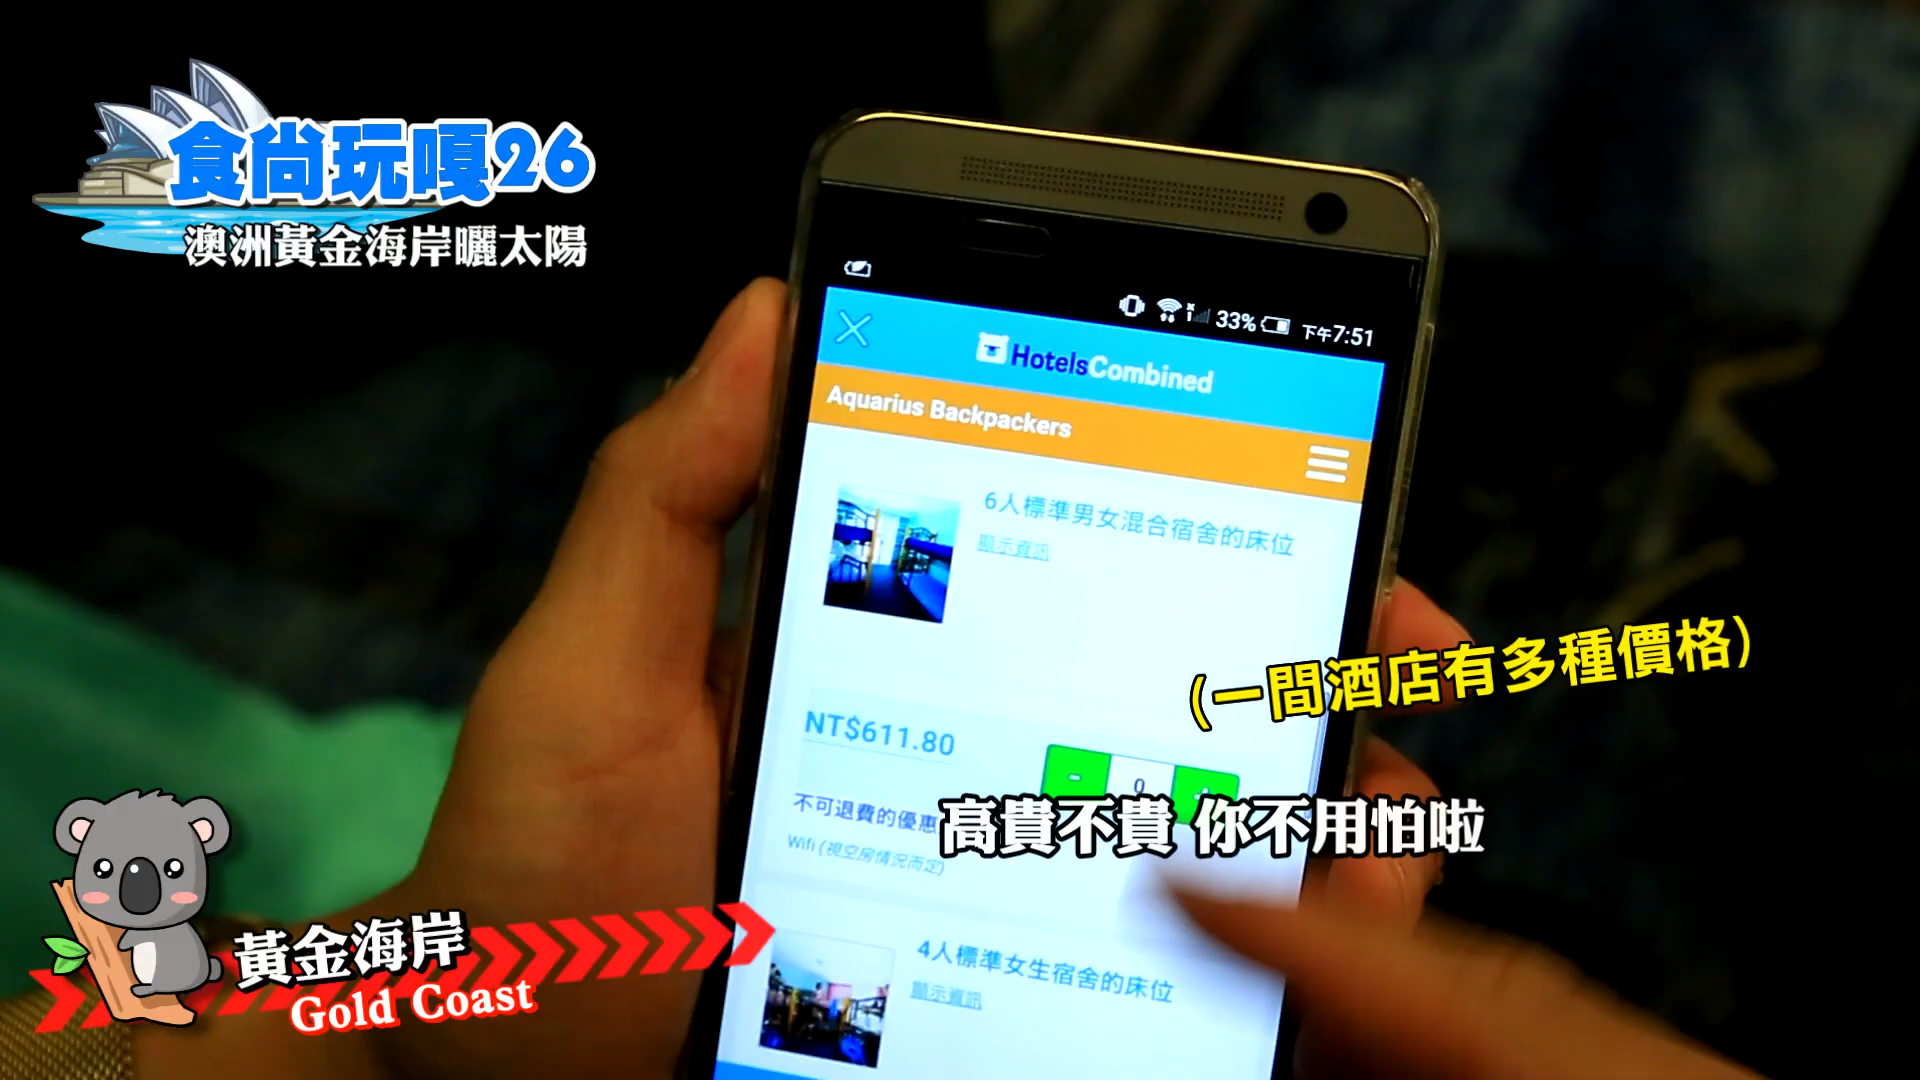 食尚玩嘎26
澳洲黃金海岸曬太陽
33%
下午7:51
HotelsCombined
Aquarius Backpackers
6人標準男女混合宿舍的床位
顯示資訊
(一間酒店有多種價格)
NT$611.80
- 0 +
不可退費的優惠
高貴不貴 你不用怕啦
Wifi (視空房情況而定)
4人標準女生宿舍的床位
顯示資訊
黃金海岸
Gold Coast